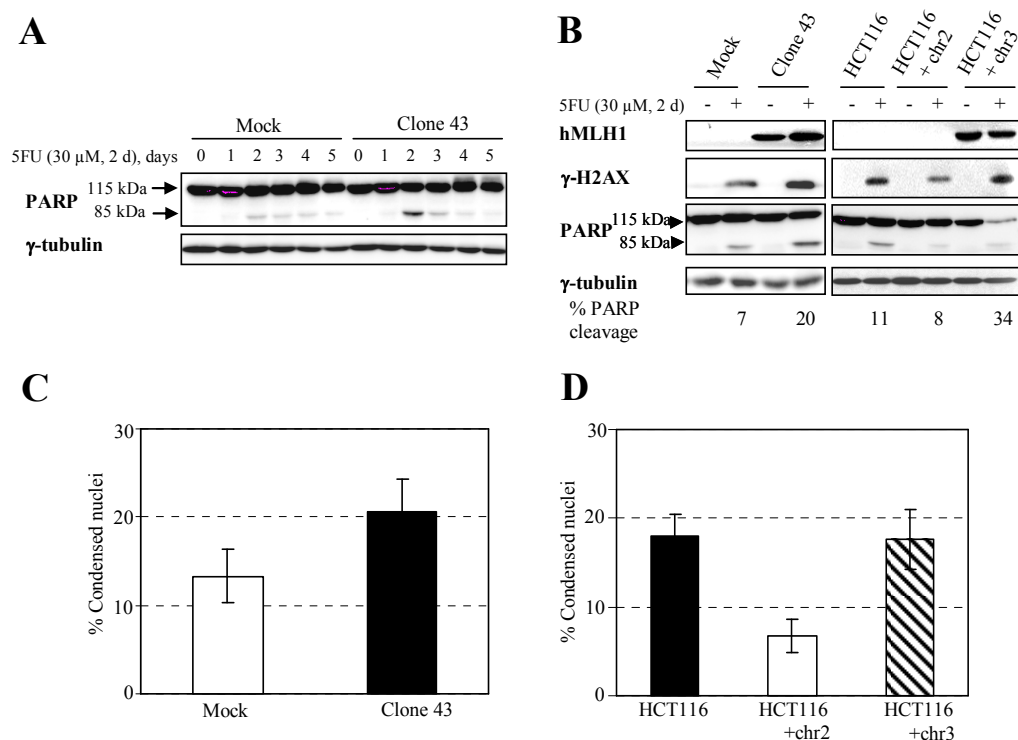 A
Mock Clone 43
5FU (30 µM, 2 d), days 0 1 2 3 4 5 0 1 2 3 4 5
115 kDa
PARP
85 kDa
γ-tubulin
B
Mock
Clone 43
HCT116
HCT116
+ chr2
HCT116
+ chr3
5FU (30 µM, 2 d) - + - + - + - + - +
hMLH1
γ-H2AX
115 kDa
PARP
85 kDa
γ-tubulin
% PARP
cleavage
7 20 11 8 34
C
% Condensed nuclei
30
20
10
0
Mock Clone 43
D
% Condensed nuclei
30
20
10
0
HCT116 HCT116 HCT116
+chr2 +chr3